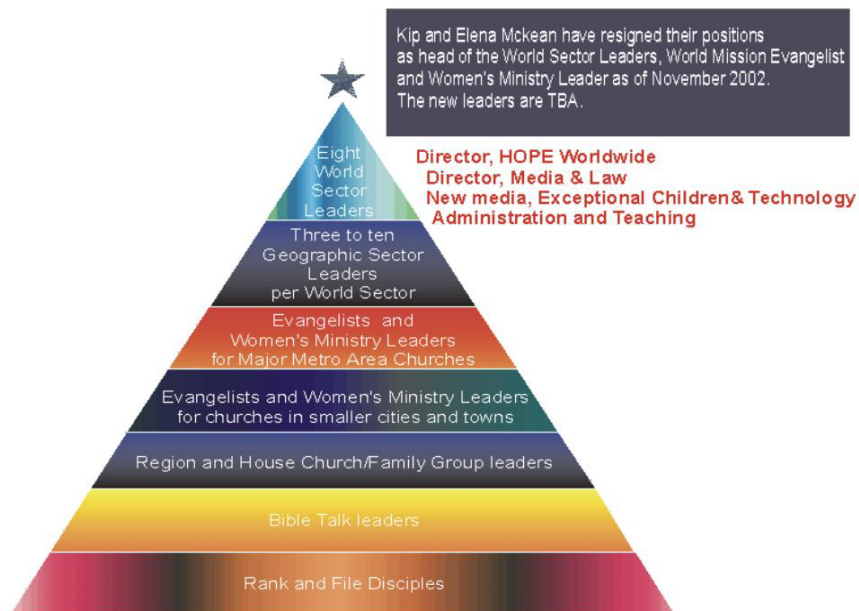 Kip and Elena Mckean have resigned their positions
as head of the World Sector Leaders, World Mission Evangelist
and Women's Ministry Leader as of November 2002.
The new leaders are TBA.
Eight
World
Sector
Leaders
Director, HOPE Worldwide
Director, Media & Law
New media, Exceptional Children& Technology
Administration and Teaching
Three to ten
Geographic Sector
Leaders
per World Sector
Evangelists and
Women's Ministry Leaders
for Major Metro Area Churches
Evangelists and Women's Ministry Leaders
for churches in smaller cities and towns
Region and House Church/Family Group leaders
Bible Talk leaders
Rank and File Disciples